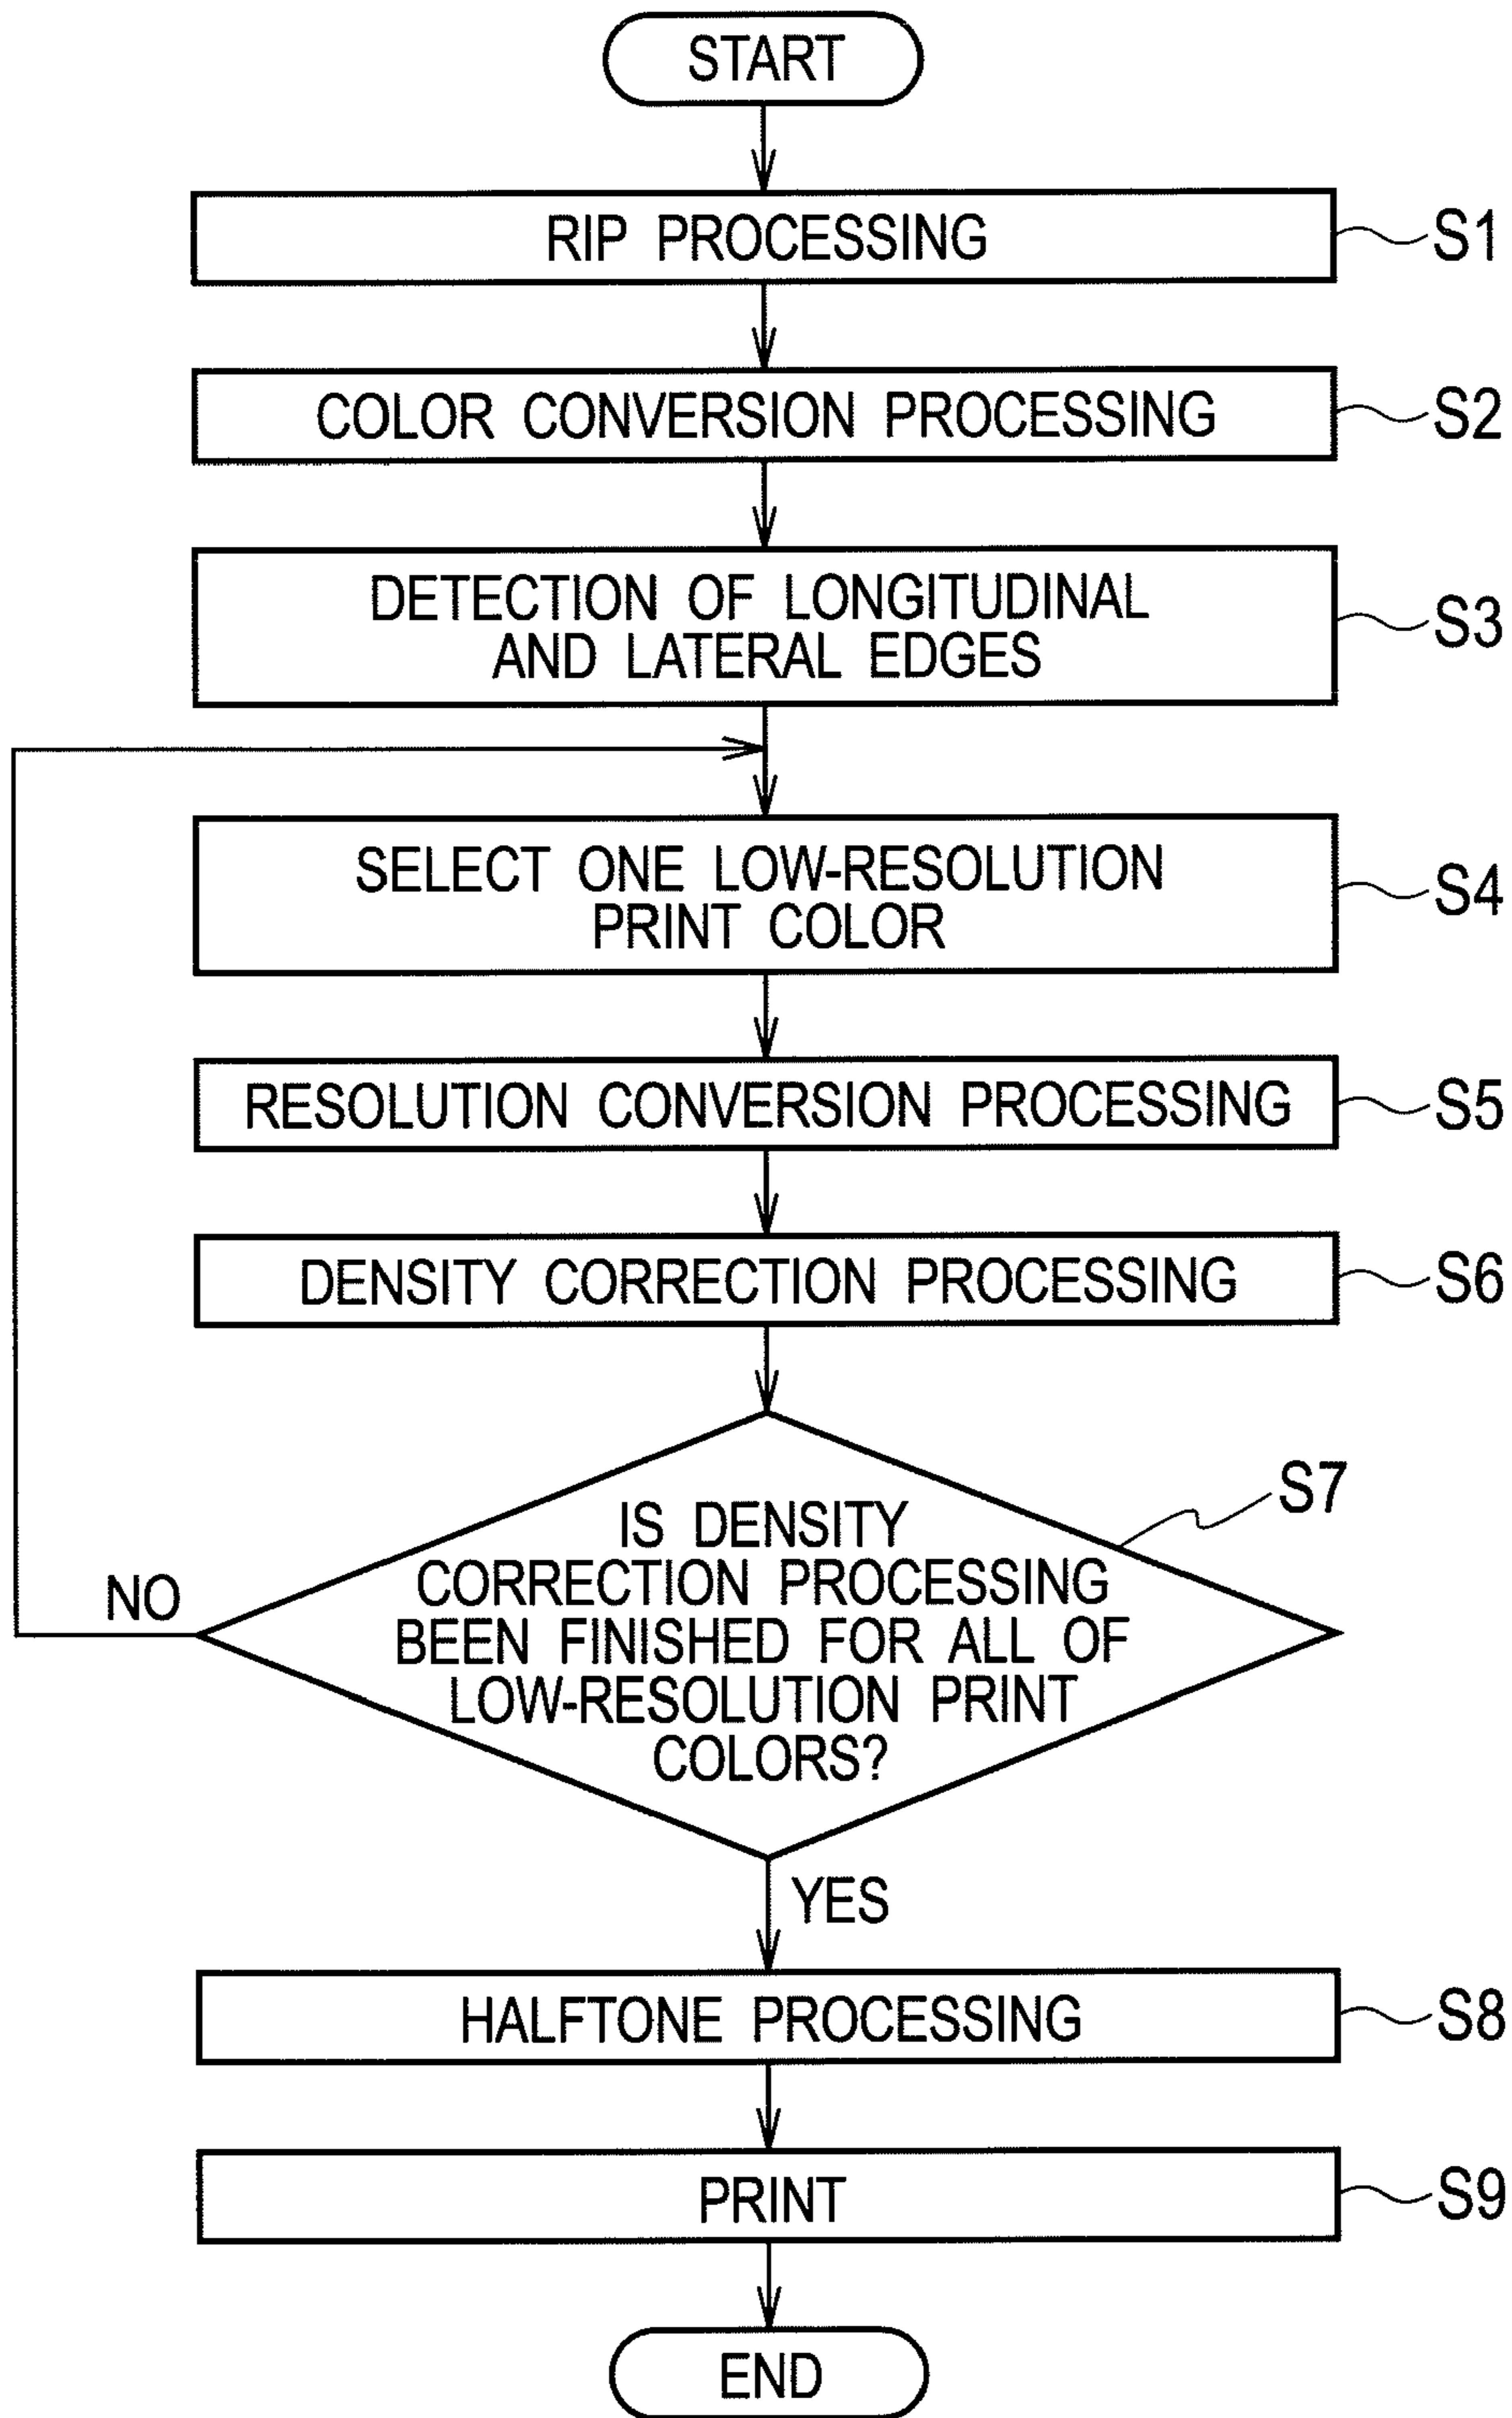 START
RIP PROCESSING
S1
COLOR CONVERSION PROCESSING
S2
DETECTION OF LONGITUDINAL
AND LATERAL EDGES
S3
SELECT ONE LOW-RESOLUTION
PRINT COLOR
S4
RESOLUTION CONVERSION PROCESSING
S5
DENSITY CORRECTION PROCESSING
S6
IS DENSITY
CORRECTION PROCESSING
BEEN FINISHED FOR ALL OF
LOW-RESOLUTION PRINT
COLORS?
S7
NO
YES
HALFTONE PROCESSING
S8
PRINT
S9
END